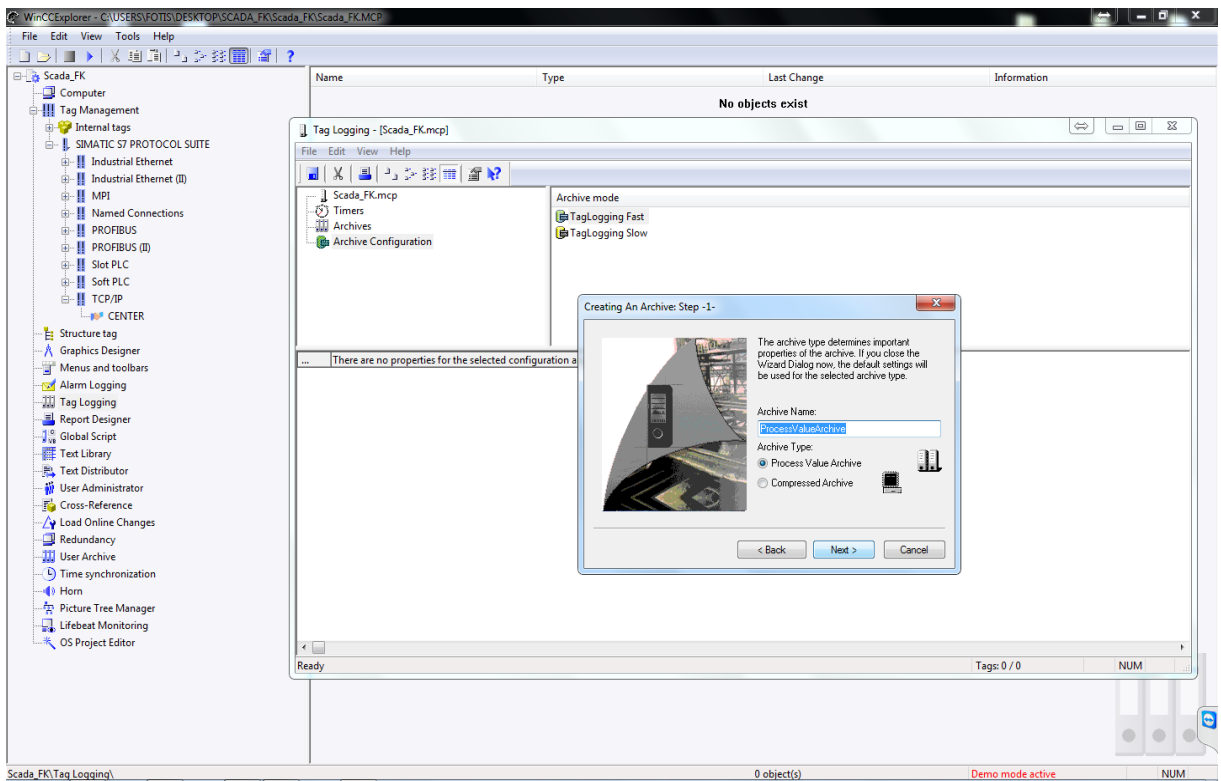 WinCCExplorer - C:\USERS\FOTIS\DESKTOP\SCADA_FK\Scada_FK\Scada_FK.MCP
File Edit View Tools Help
Scada_FK
Computer
Tag Management
Internal tags
SIMATIC S7 PROTOCOL SUITE
Industrial Ethernet
Industrial Ethernet (II)
MPI
Named Connections
PROFIBUS
PROFIBUS (II)
Slot PLC
Soft PLC
TCP/IP
CENTER
Structure tag
Graphics Designer
Menus and toolbars
Alarm Logging
Tag Logging
Report Designer
Global Script
Text Library
Text Distributor
User Administrator
Cross-Reference
Load Online Changes
Redundancy
User Archive
Time synchronization
Horn
Picture Tree Manager
Lifebeat Monitoring
OS Project Editor
Name Type Last Change Information
No objects exist
Tag Logging - [Scada_FK.mcp]
File Edit View Help
Scada_FK.mcp
Timers
Archives
Archive Configuration
Archive mode
TagLogging Fast
TagLogging Slow
... There are no properties for the selected configuration a
Creating An Archive: Step -1-
The archive type determines important
properties of the archive. If you close the
Wizard Dialog now, the default settings will
be used for the selected archive type.
Archive Name:
ProcessValueArchive
Archive Type:
Process Value Archive
Compressed Archive
< Back Next > Cancel
Ready Tags: 0 / 0 NUM
Scada_FK\Tag Logging\ 0 object(s) Demo mode active NUM